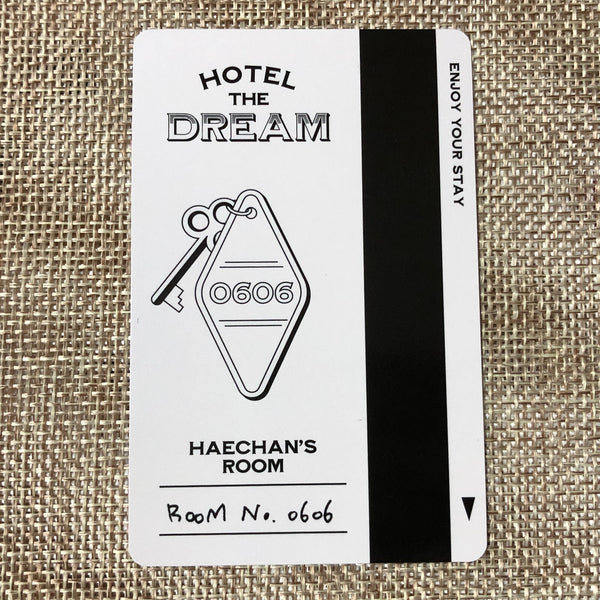 HOTEL
THE
DREAM
0606
HAECHAN'S
ROOM
ROOM No. 0606
ENJOY YOUR STAY